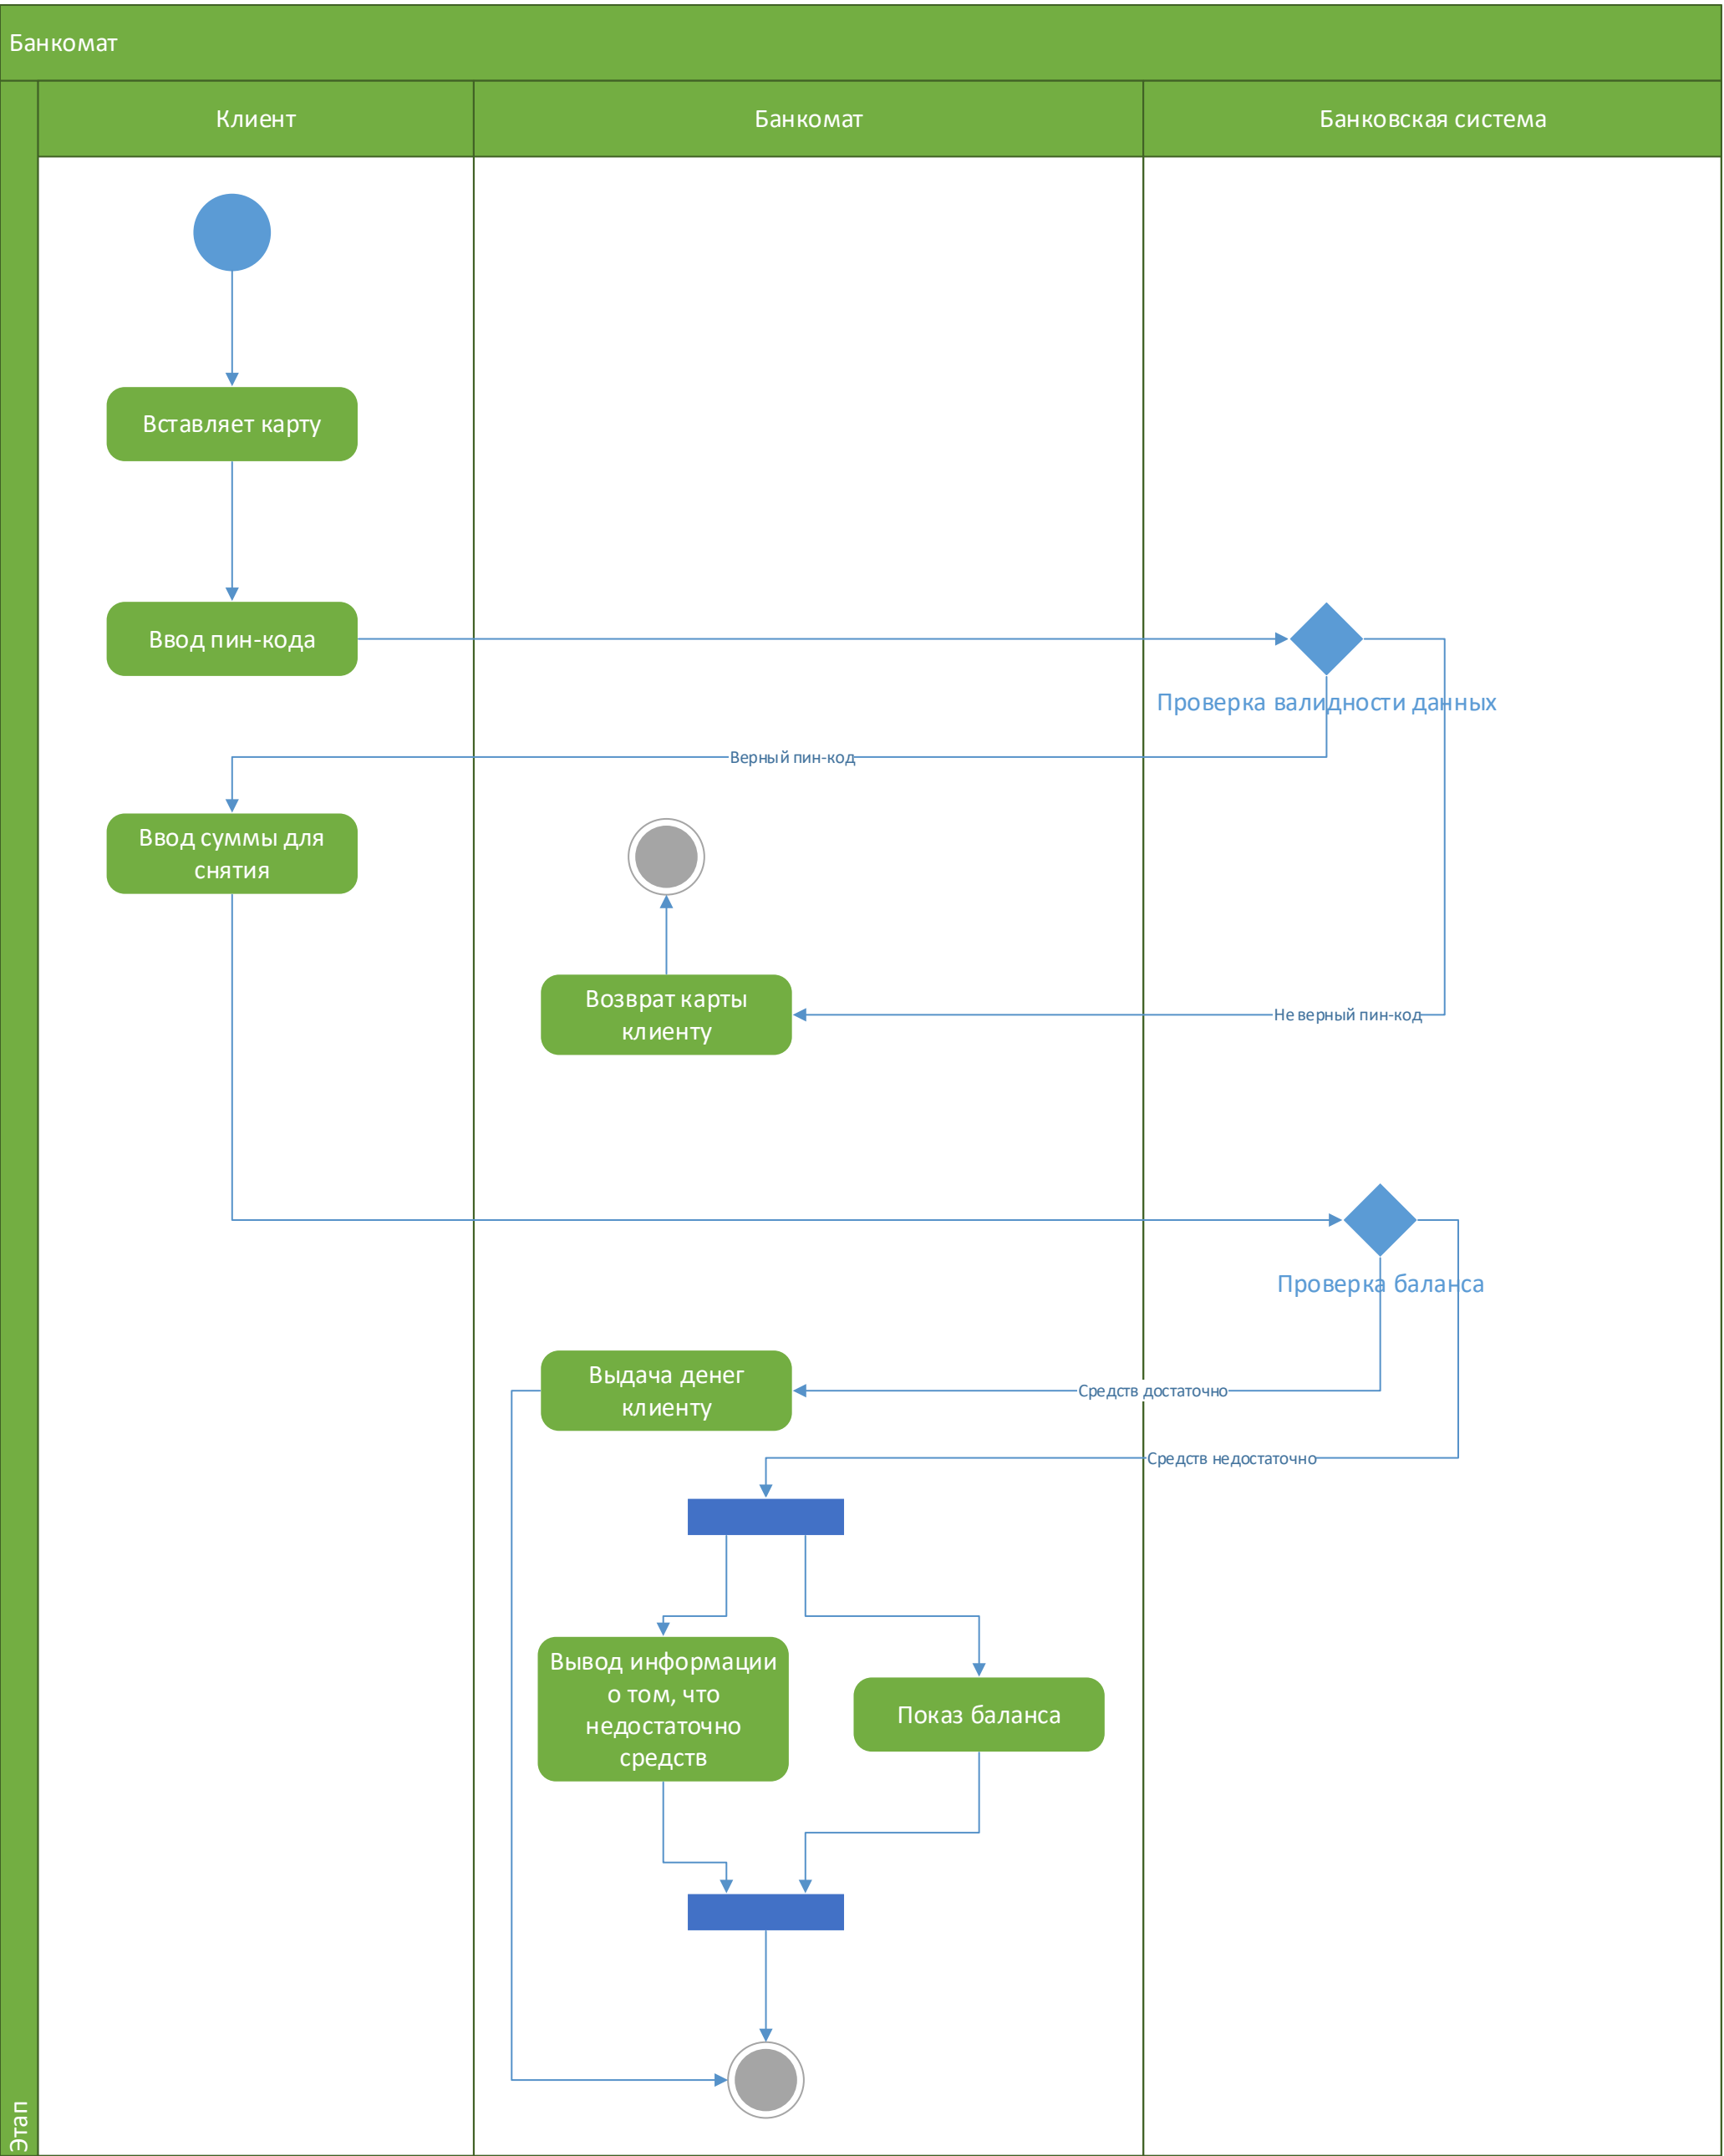 Банкомат
Клиент
Банкомат
Банковская система
Вставляет карту
Ввод пин-кода
Проверка валидности данных
Верный пин-код
Ввод суммы для
снятия
Возврат карты
клиенту
Не верный пин-код
Проверка баланса
Выдача денег
клиенту
Средств достаточно
Средств недостаточно
Вывод информации
о том, что
недостаточно
средств
Показ баланса
Этап